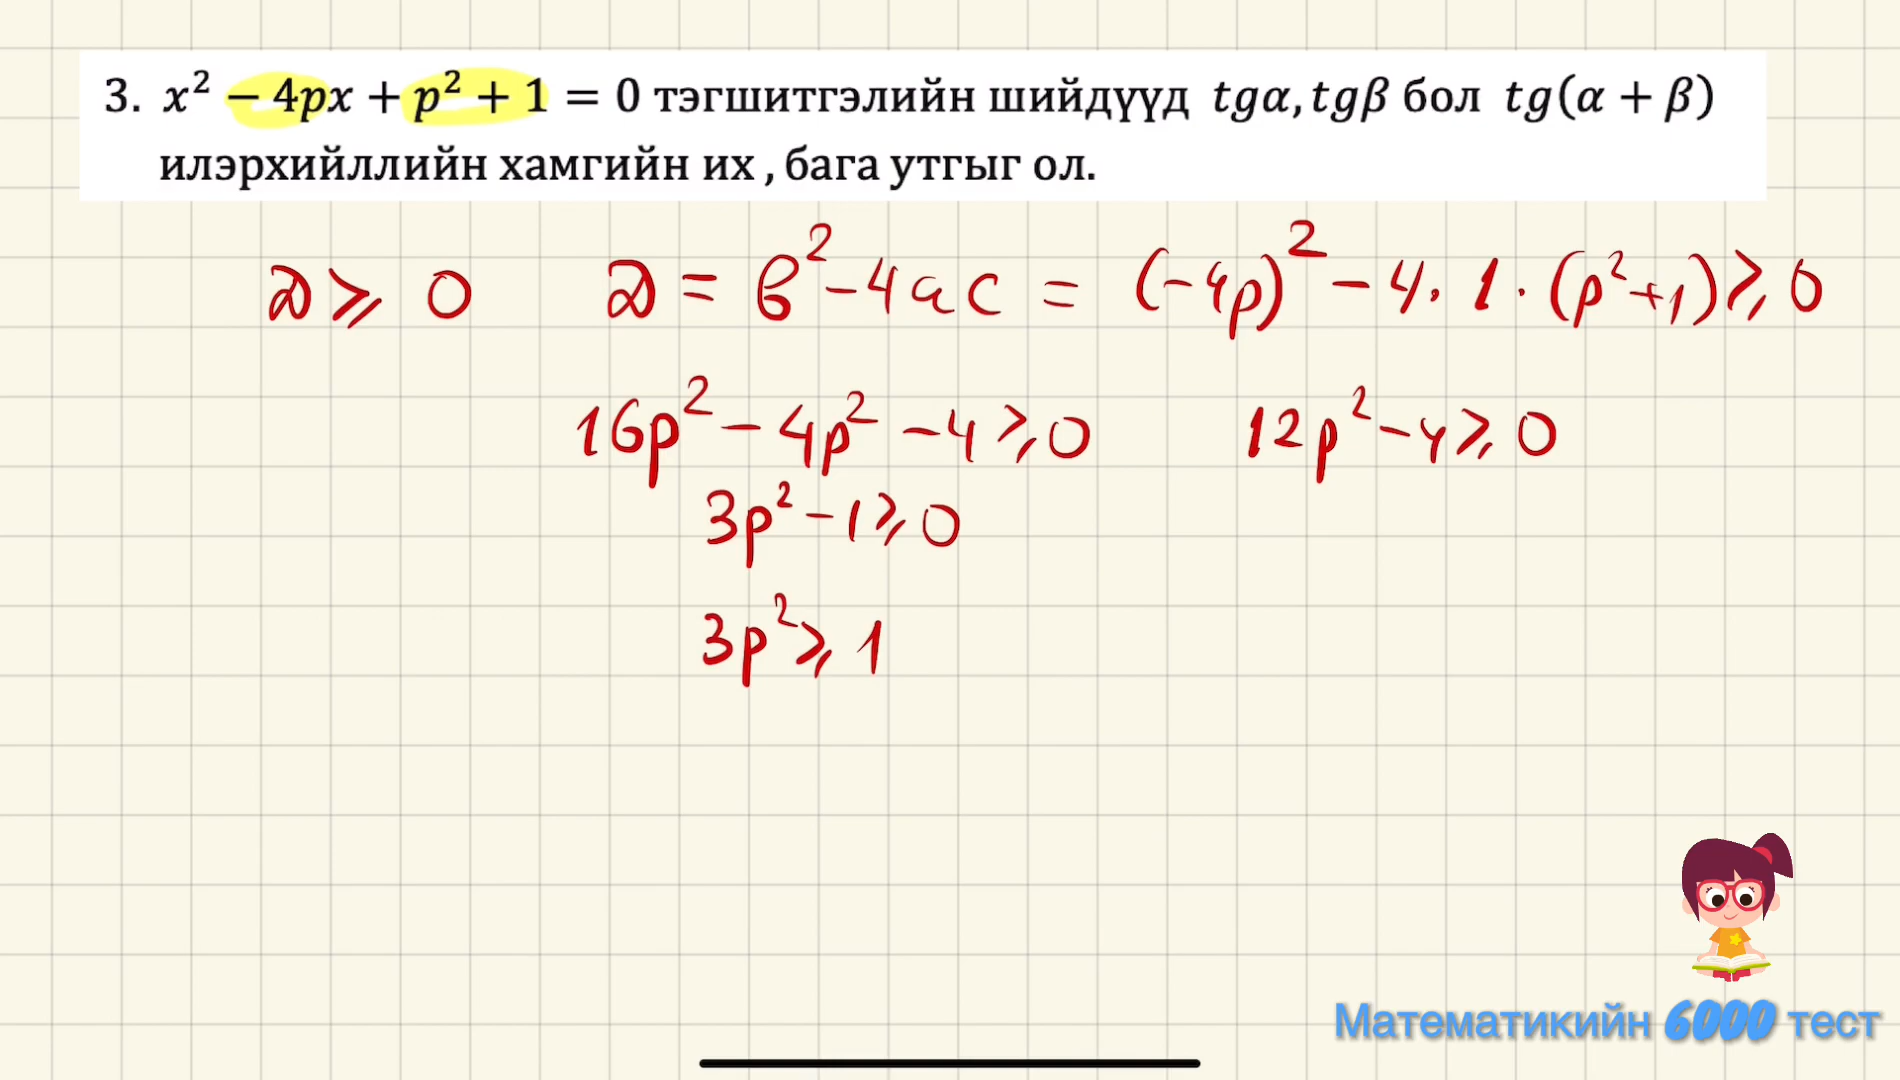 3. x² − 4px + p² + 1 = 0 тэгшитгэлийн шийдүүд tgα, tgβ бол tg(α + β)
илэрхийллийн хамгийн их , бага утгыг ол.
D ⩾ 0 D = в² − 4ac = (−4p)² − 4 · 1 · (p² + 1) ⩾ 0
16p² − 4p² − 4 ⩾ 0 12p² − 4 ⩾ 0
3p² − 1 ⩾ 0
3p² ⩾ 1
Математикийн 6000 тест